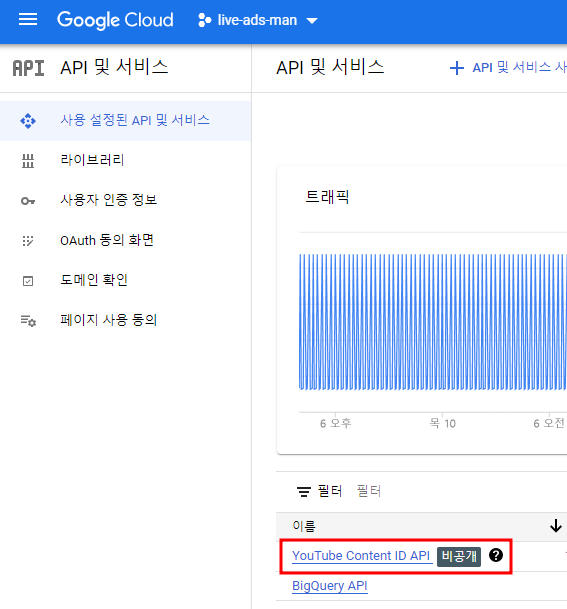 Google Cloud live-ads-man
API API 및 서비스
사용 설정된 API 및 서비스
라이브러리
사용자 인증 정보
OAuth 동의 화면
도메인 확인
페이지 사용 동의
API 및 서비스
API 및 서비스 사
트래픽
6 오후 목 10 6 오전
필터 필터
이름
YouTube Content ID API 비공개
BigQuery API